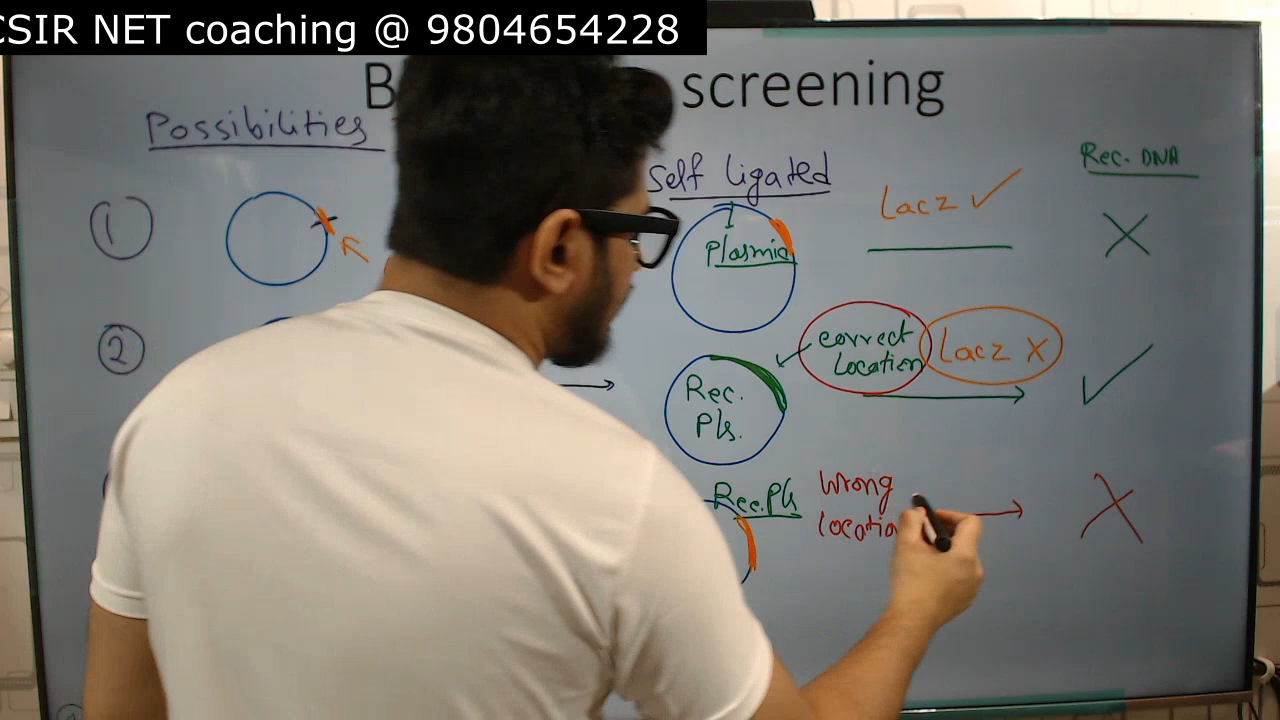 CSIR NET coaching @ 9804654228
screening
Possibilities
Self Ligated
Rec. DNA
1
Plasmid
Lacz ✓
X
2
Rec.
Pls.
correct
Location
Lacz X
✓
Rec. Pls
Wrong
location
X